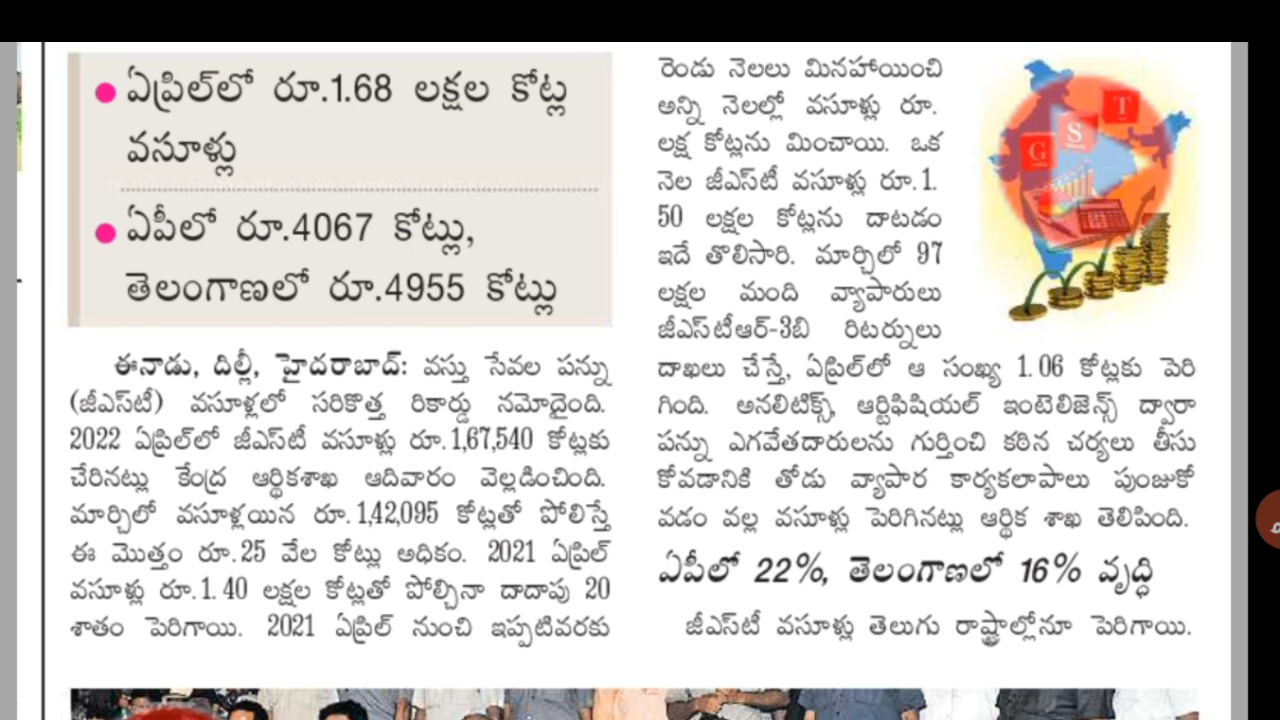 • ఏప్రిల్‌లో రూ.1.68 లక్షల కోట్ల
వసూళ్లు
• ఏపీలో రూ.4067 కోట్లు,
తెలంగాణలో రూ.4955 కోట్లు
ఈనాడు, దిల్లీ, హైదరాబాద్: వస్తు సేవల పన్ను
(జీఎస్‌టీ) వసూళ్లలో సరికొత్త రికార్డు నమోదైంది.
2022 ఏప్రిల్‌లో జీఎస్‌టీ వసూళ్లు రూ.1,67,540 కోట్లకు
చేరినట్లు కేంద్ర ఆర్థికశాఖ ఆదివారం వెల్లడించింది.
మార్చిలో వసూళ్లయిన రూ.1,42,095 కోట్లతో పోలిస్తే
ఈ మొత్తం రూ.25 వేల కోట్లు అధికం. 2021 ఏప్రిల్
వసూళ్లు రూ.1.40 లక్షల కోట్లతో పోల్చినా దాదాపు 20
శాతం పెరిగాయి. 2021 ఏప్రిల్ నుంచి ఇప్పటివరకు
రెండు నెలలు మినహాయించి
అన్ని నెలల్లో వసూళ్లు రూ.
లక్ష కోట్లను మించాయి. ఒక
నెల జీఎస్‌టీ వసూళ్లు రూ.1.
50 లక్షల కోట్లను దాటడం
ఇదే తొలిసారి. మార్చిలో 97
లక్షల మంది వ్యాపారులు
జీఎస్‌టీఆర్-3బి రిటర్నులు
దాఖలు చేస్తే, ఏప్రిల్‌లో ఆ సంఖ్య 1.06 కోట్లకు పెరి
గింది. అనలిటిక్స్, ఆర్టిఫిషియల్ ఇంటెలిజెన్స్ ద్వారా
పన్ను ఎగవేతదారులను గుర్తించి కఠిన చర్యలు తీసు
కోవడానికి తోడు వ్యాపార కార్యకలాపాలు పుంజుకో
వడం వల్ల వసూళ్లు పెరిగినట్లు ఆర్థిక శాఖ తెలిపింది.
ఏపీలో 22%, తెలంగాణలో 16% వృద్ధి
జీఎస్‌టీ వసూళ్లు తెలుగు రాష్ట్రాల్లోనూ పెరిగాయి.
G S T